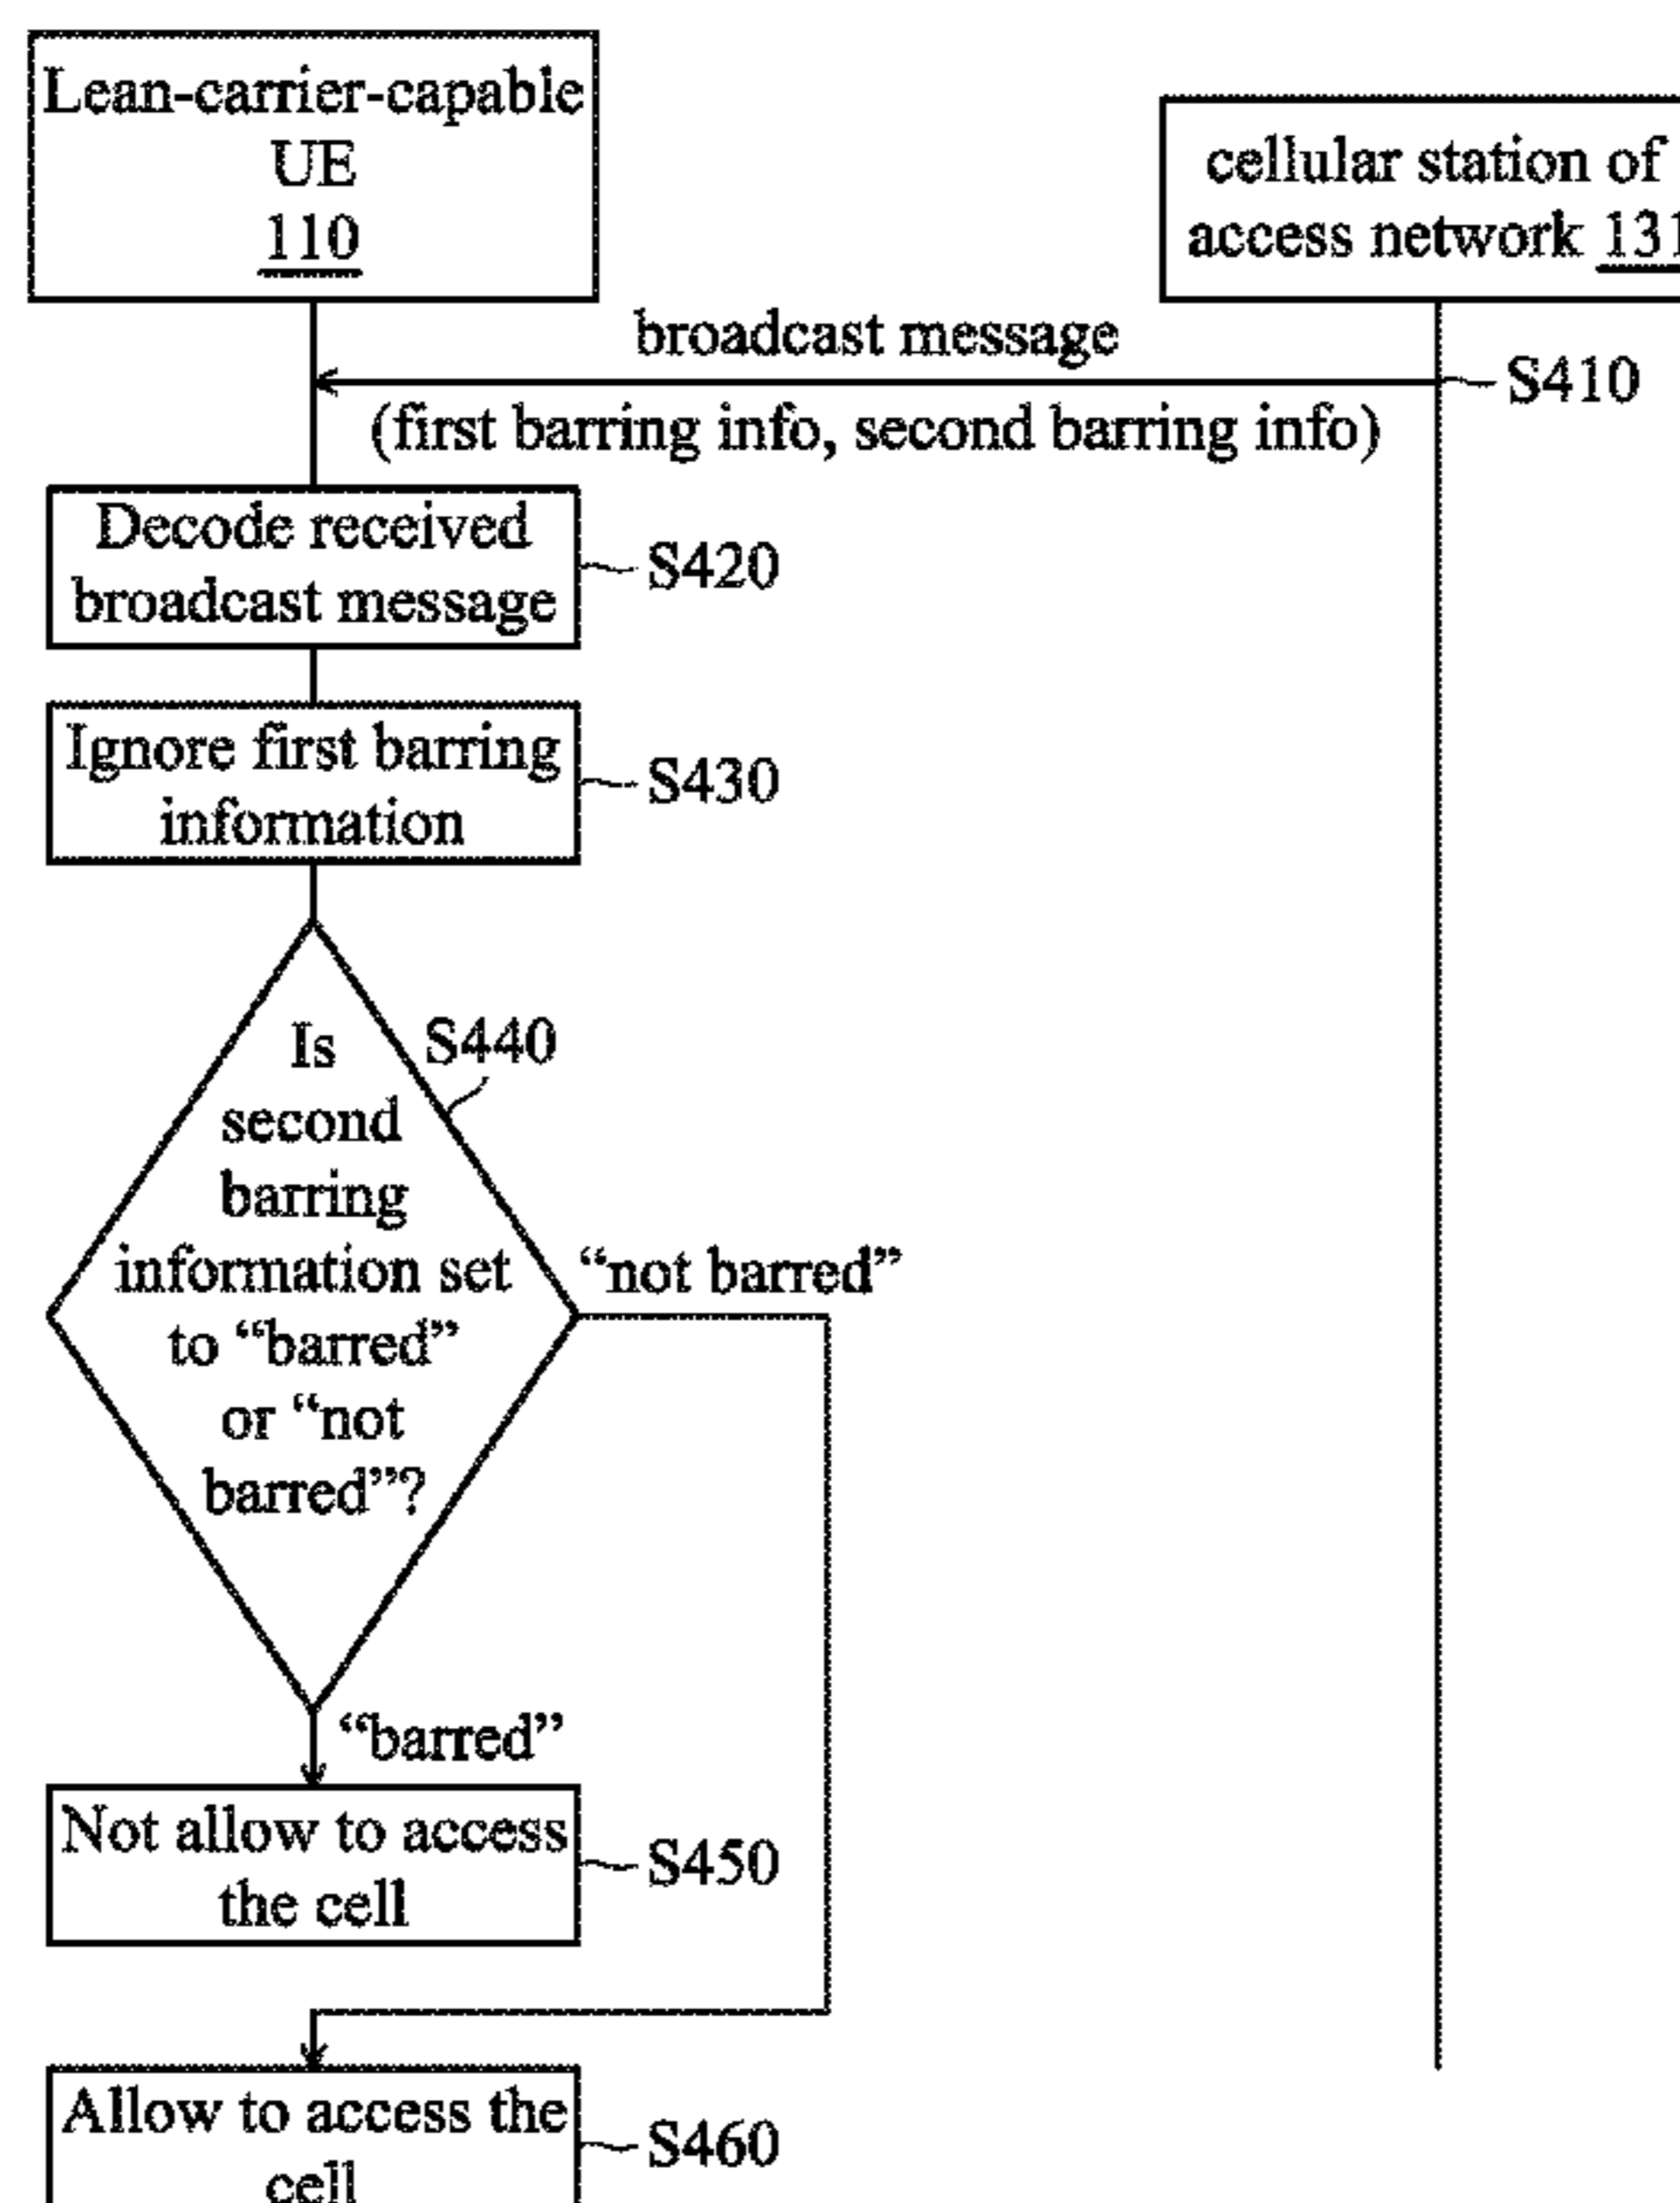 Lean-carrier-capable
UE
110
cellular station of
access network 131
broadcast message
S410
(first barring info, second barring info)
Decode received
broadcast message
S420
Ignore first barring
information
S430
Is
second
barring
information set
to “barred”
or “not
barred”?
S440
“not barred”
“barred”
Not allow to access
the cell
S450
Allow to access the
cell
S460